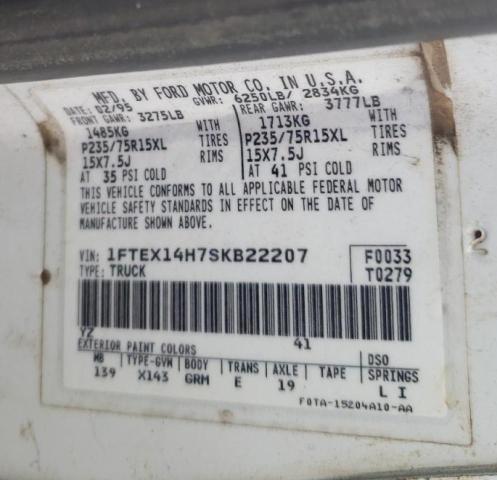 MFD. BY FORD MOTOR CO. IN U.S.A.
DATE: 02/95 GVWR: 6250LB/ 2834KG
FRONT GAWR: 3275LB REAR GAWR: 3777LB
1485KG WITH 1713KG WITH
P235/75R15XL TIRES P235/75R15XL TIRES
15X7.5J RIMS 15X7.5J RIMS
AT 35 PSI COLD AT 41 PSI COLD
THIS VEHICLE CONFORMS TO ALL APPLICABLE FEDERAL MOTOR
VEHICLE SAFETY STANDARDS IN EFFECT ON THE DATE OF
MANUFACTURE SHOWN ABOVE.
VIN: 1FTEX14H7SKB22207 F0033
TYPE: TRUCK T0279
YZ 41
EXTERIOR PAINT COLORS DSO
WB TYPE-GVW BODY TRANS AXLE TAPE SPRINGS
139 X143 GRM E 19 L I
F0TA-15204A10-AA